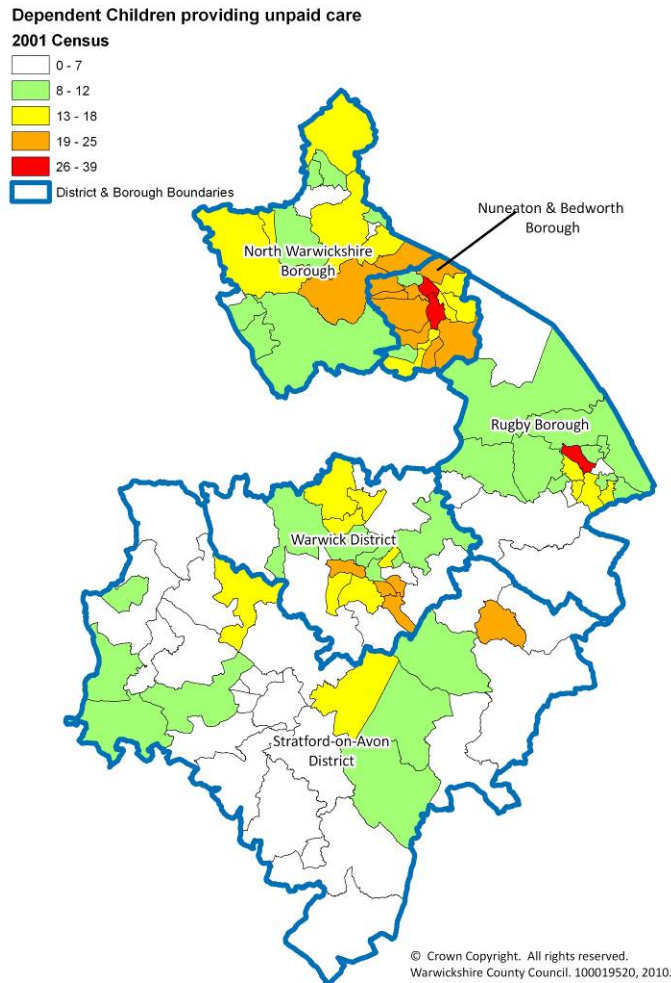 Dependent Children providing unpaid care
2001 Census
0 - 7
8 - 12
13 - 18
19 - 25
26 - 39
District & Borough Boundaries
Nuneaton & Bedworth
Borough
North Warwickshire
Borough
Rugby Borough
Warwick District
Stratford-on-Avon
District
© Crown Copyright. All rights reserved.
Warwickshire County Council. 100019520, 2010.